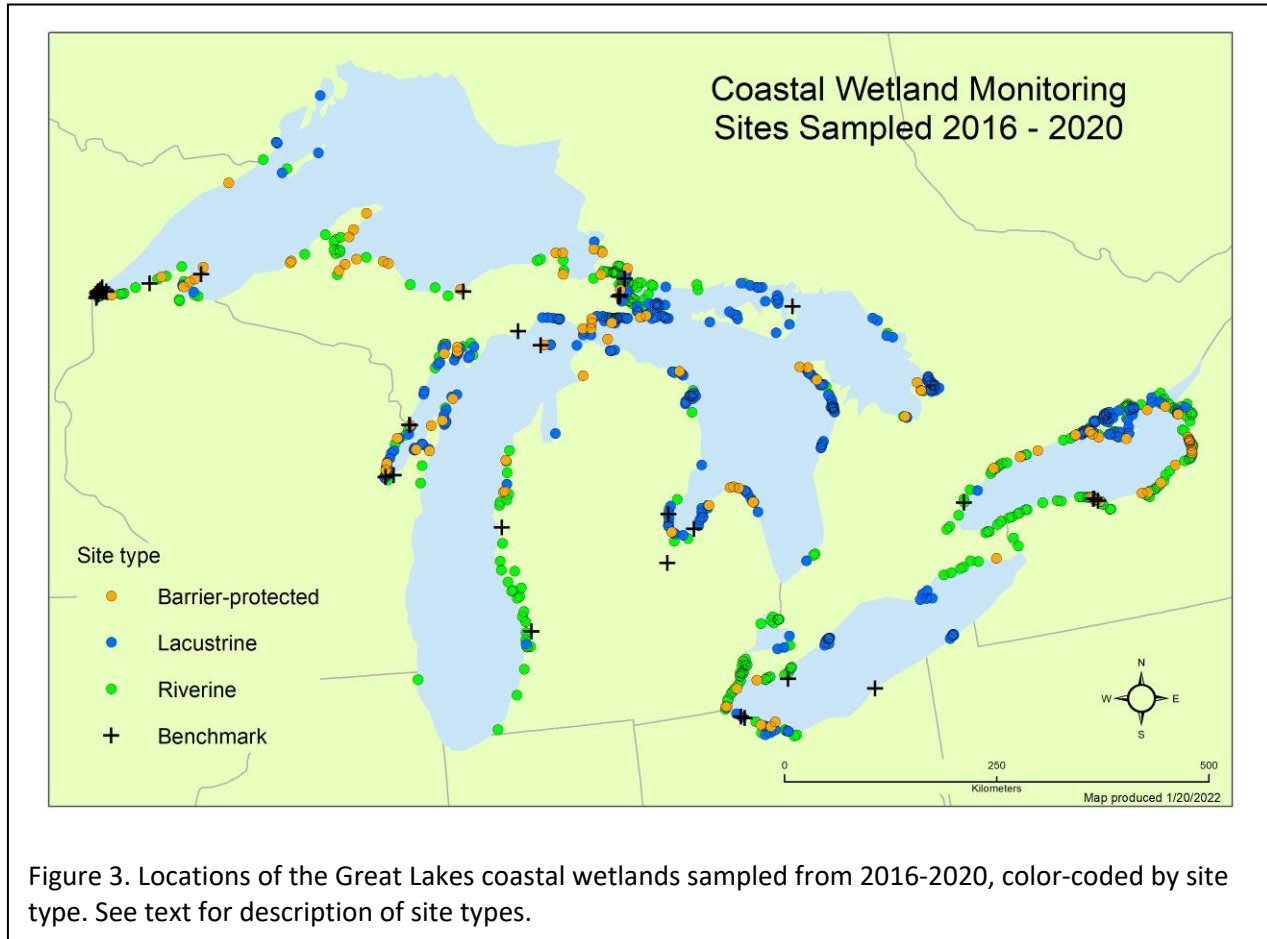 Coastal Wetland Monitoring
Sites Sampled 2016 - 2020
Site type
Barrier-protected
Lacustrine
Riverine
Benchmark
N
W E
S
0 250 500
Kilometers
Map produced 1/20/2022
Figure 3. Locations of the Great Lakes coastal wetlands sampled from 2016-2020, color-coded by site
type. See text for description of site types.